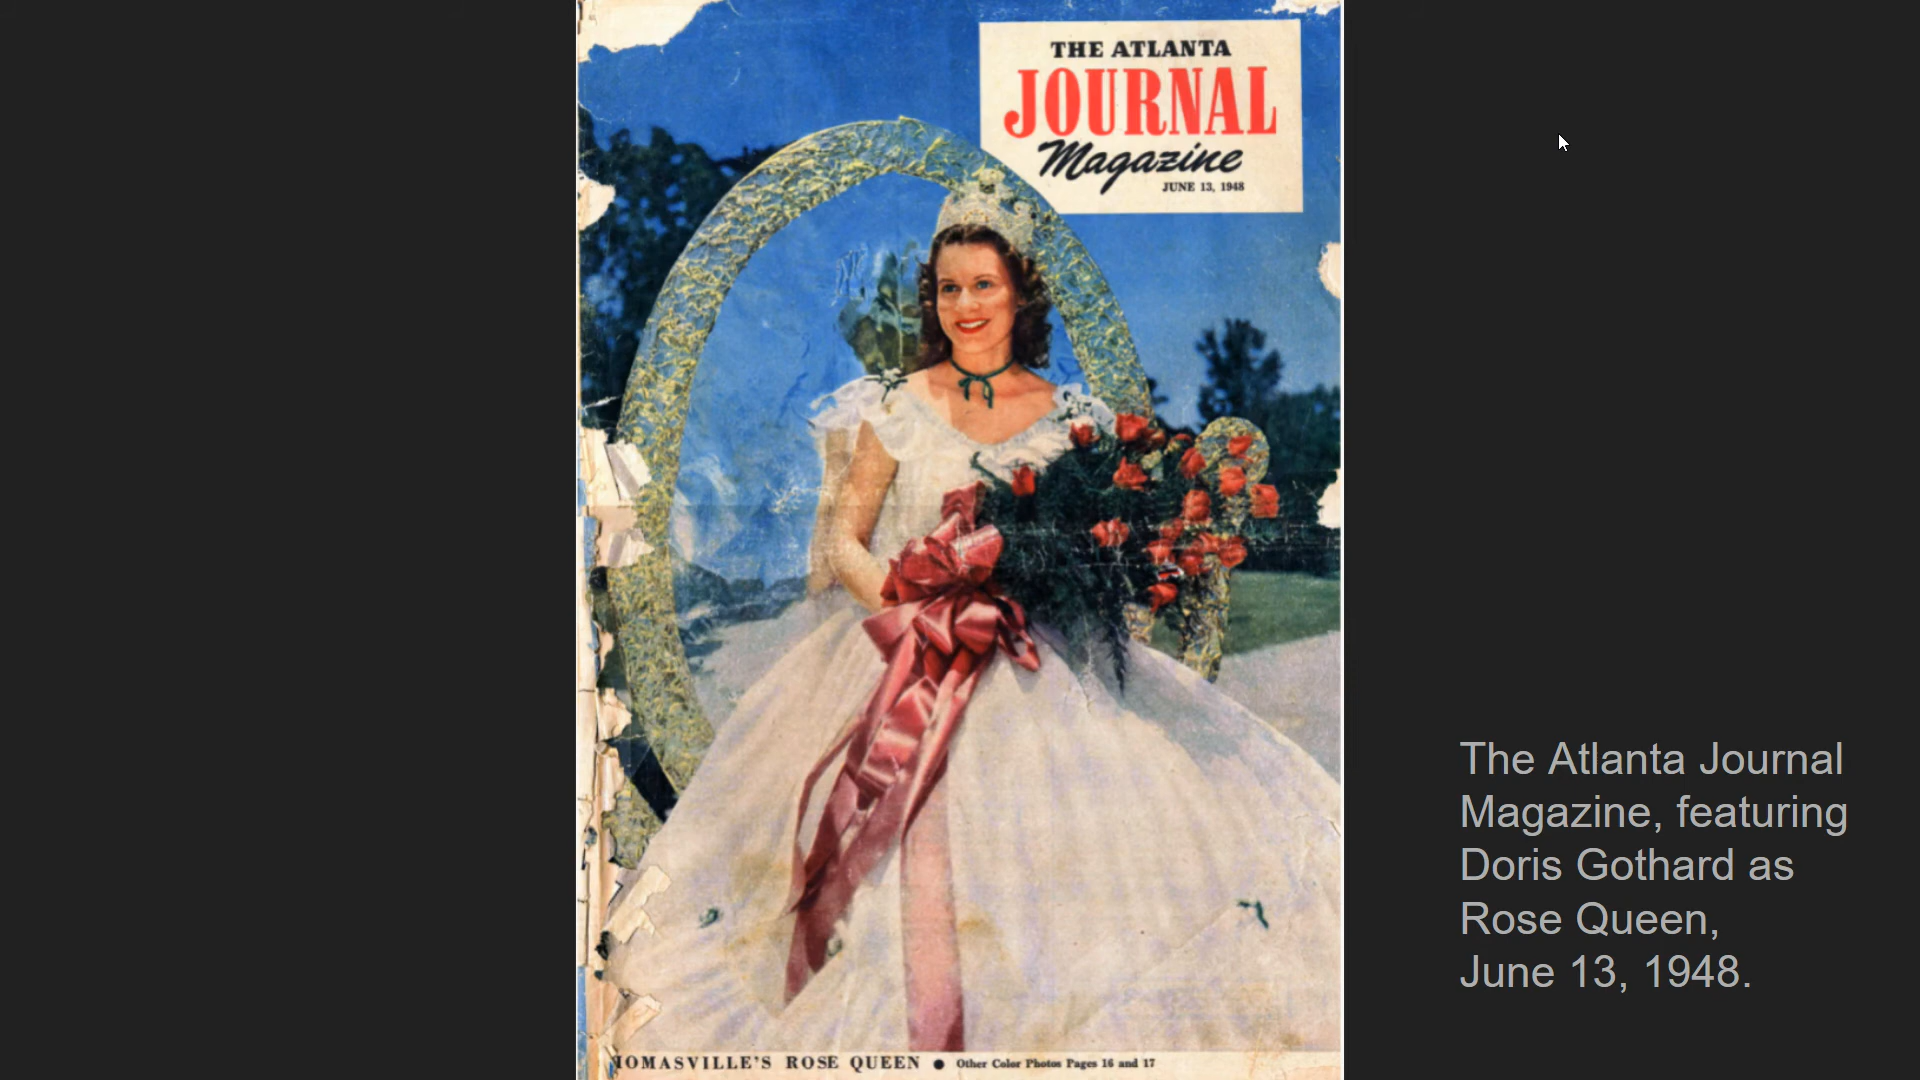 THE ATLANTA
JOURNAL
Magazine
JUNE 13, 1948
The Atlanta Journal
Magazine, featuring
Doris Gothard as
Rose Queen,
June 13, 1948.
HOMASVILLE'S ROSE QUEEN ● Other Color Photos Pages 16 and 17